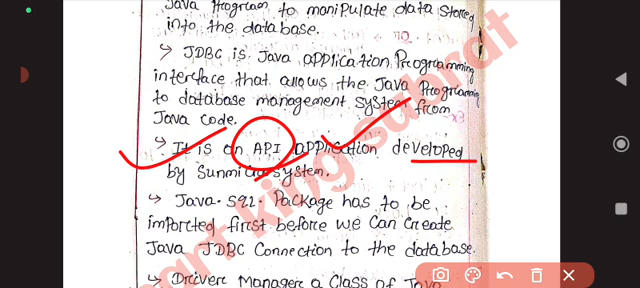 Java Program to manipulate data stored
into the database.
→ JDBC is Java application Programming
interface that allows the Java Programming
to database management system from
Java code.
→ It is an API application developed
by Sunmicrosystem.
→ Java. S92. Package has to be
imported first before we can create
Java JDBC Connection to the database.
→ Driver Manager a Class of Java